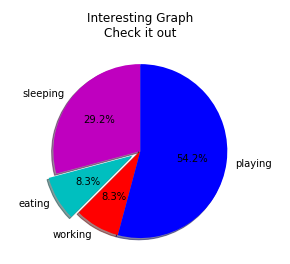 Interesting Graph
Check it out
sleeping
29.2%
54.2%
playing
8.3%
eating
8.3%
working